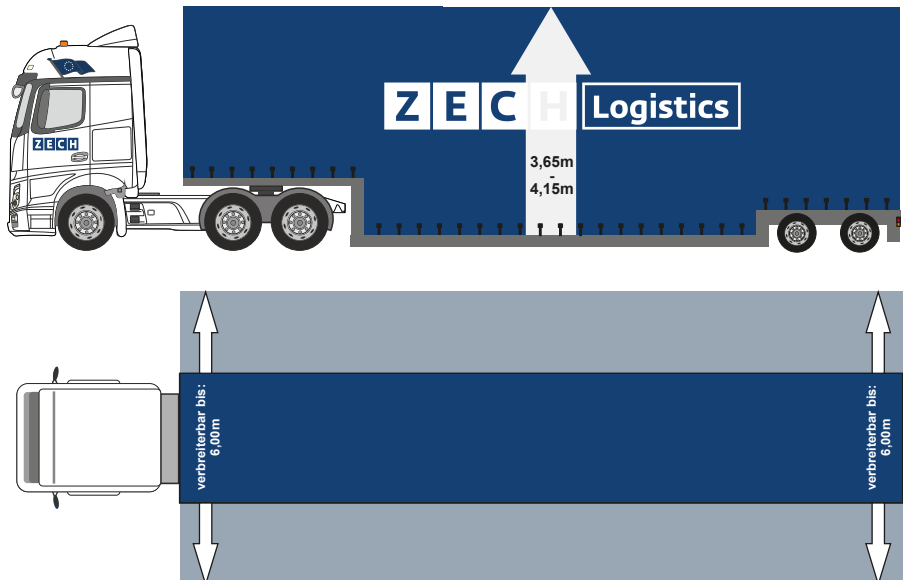 ZECH Logistics
ZECH
3,65m
-
4,15m
verbreiterbar bis:
6,00m
verbreiterbar bis:
6,00m